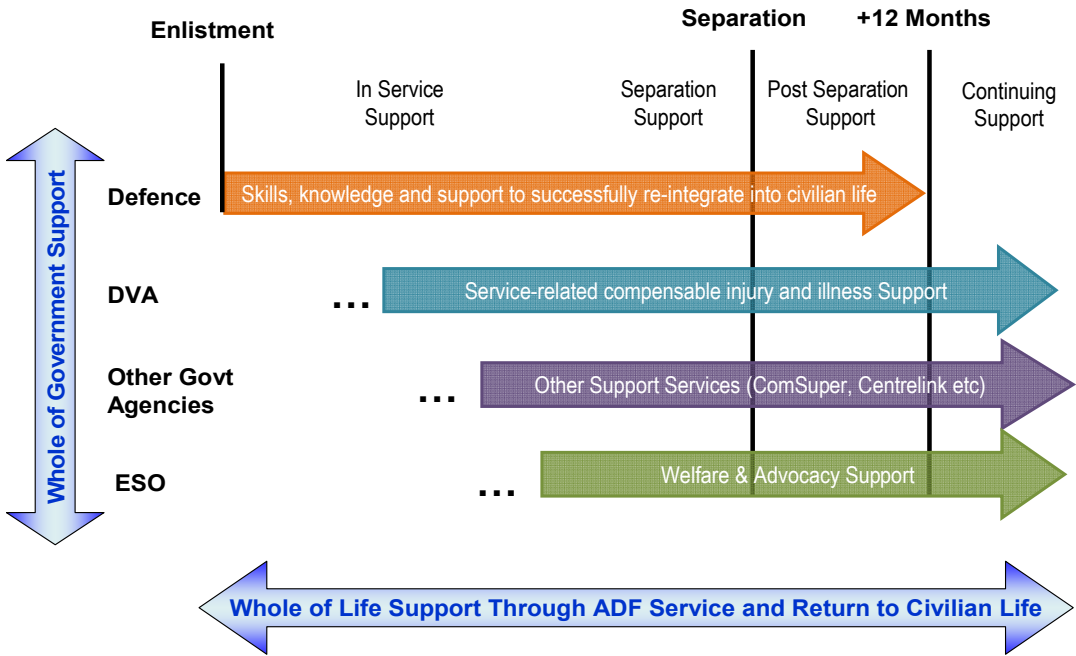 Enlistment
Separation
+12 Months
In Service
Support
Separation
Support
Post Separation
Support
Continuing
Support
Whole of Government Support
Defence
Skills, knowledge and support to successfully re-integrate into civilian life
DVA
... Service-related compensable injury and illness Support
Other Govt
Agencies
... Other Support Services (ComSuper, Centrelink etc)
ESO
... Welfare & Advocacy Support
Whole of Life Support Through ADF Service and Return to Civilian Life